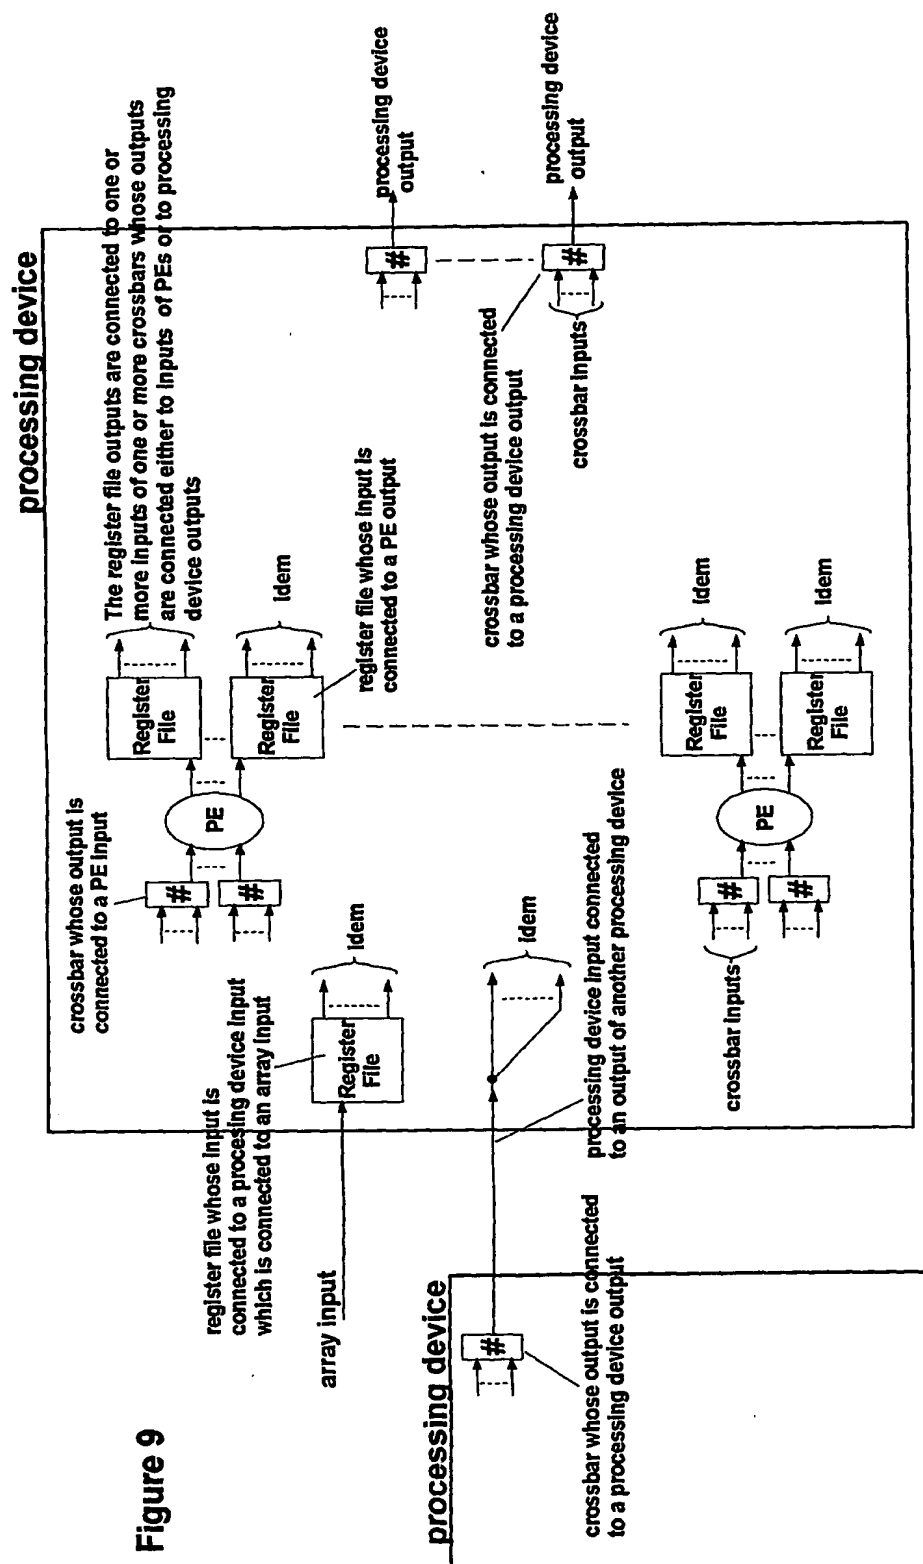 Figure 9
processing device
The register file outputs are connected to one or
more inputs of one or more crossbars whose outputs
are connected either to inputs of PEs or to processing
device outputs
crossbar whose output is
connected to a PE input
#
#
PE
Register
File
Register
File
idem
register file whose input is
connected to a PE output
register file whose input is
connected to a procesing device input
which is connected to an array input
array input
Register
File
idem
#
processing device
output
#
processing device
output
crossbar whose output is connected
to a processing device output
crossbar inputs
processing device
#
crossbar whose output is connected
to a processing device output
idem
processing device input connected
to an output of another processing device
crossbar inputs
#
#
PE
Register
File
Register
File
idem
idem